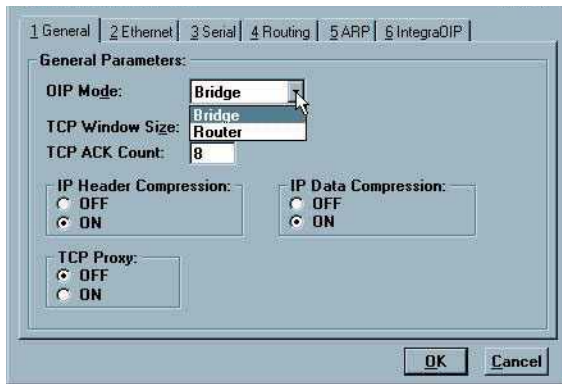 1 General 2 Ethernet 3 Serial 4 Routing 5 ARP 6 IntegraOIP
General Parameters:
OIP Mode: Bridge
Bridge
TCP Window Size: Router
TCP ACK Count: 8
IP Header Compression: IP Data Compression:
OFF OFF
ON ON
TCP Proxy:
OFF
ON
OK Cancel